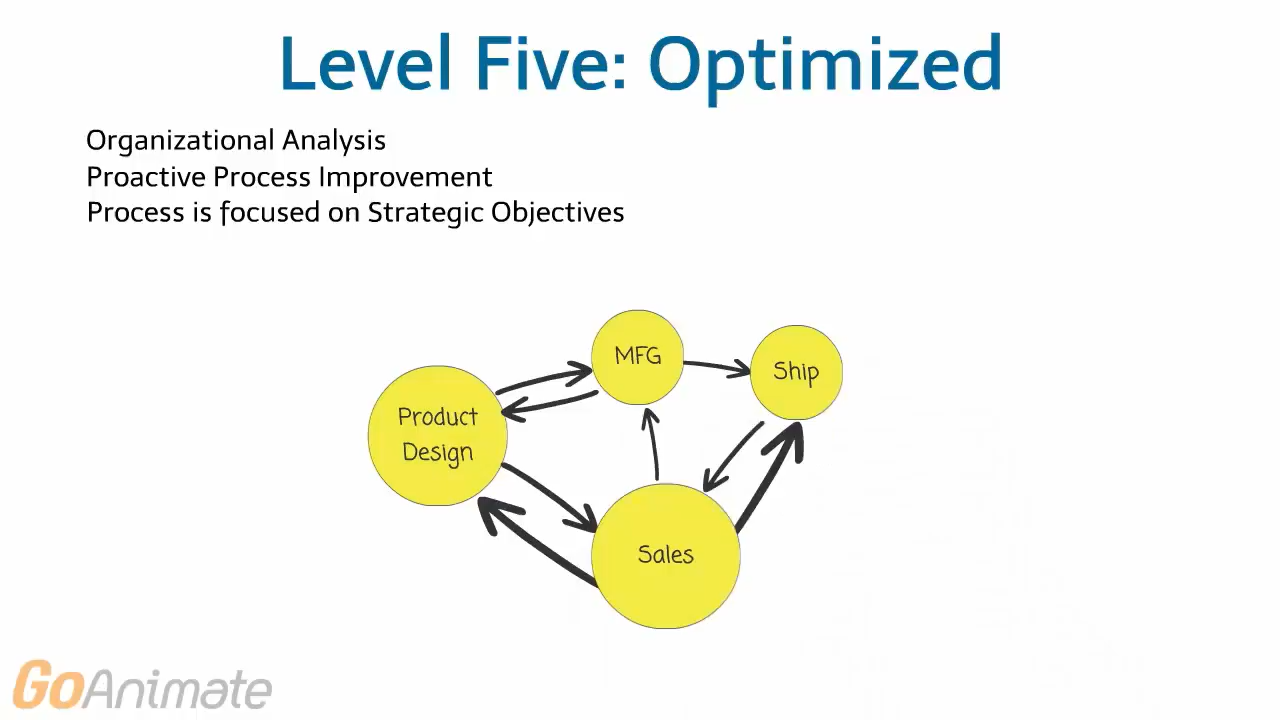 Level Five: Optimized
Organizational Analysis
Proactive Process Improvement
Process is focused on Strategic Objectives
MFG
Ship
Product
Design
Sales
GoAnimate